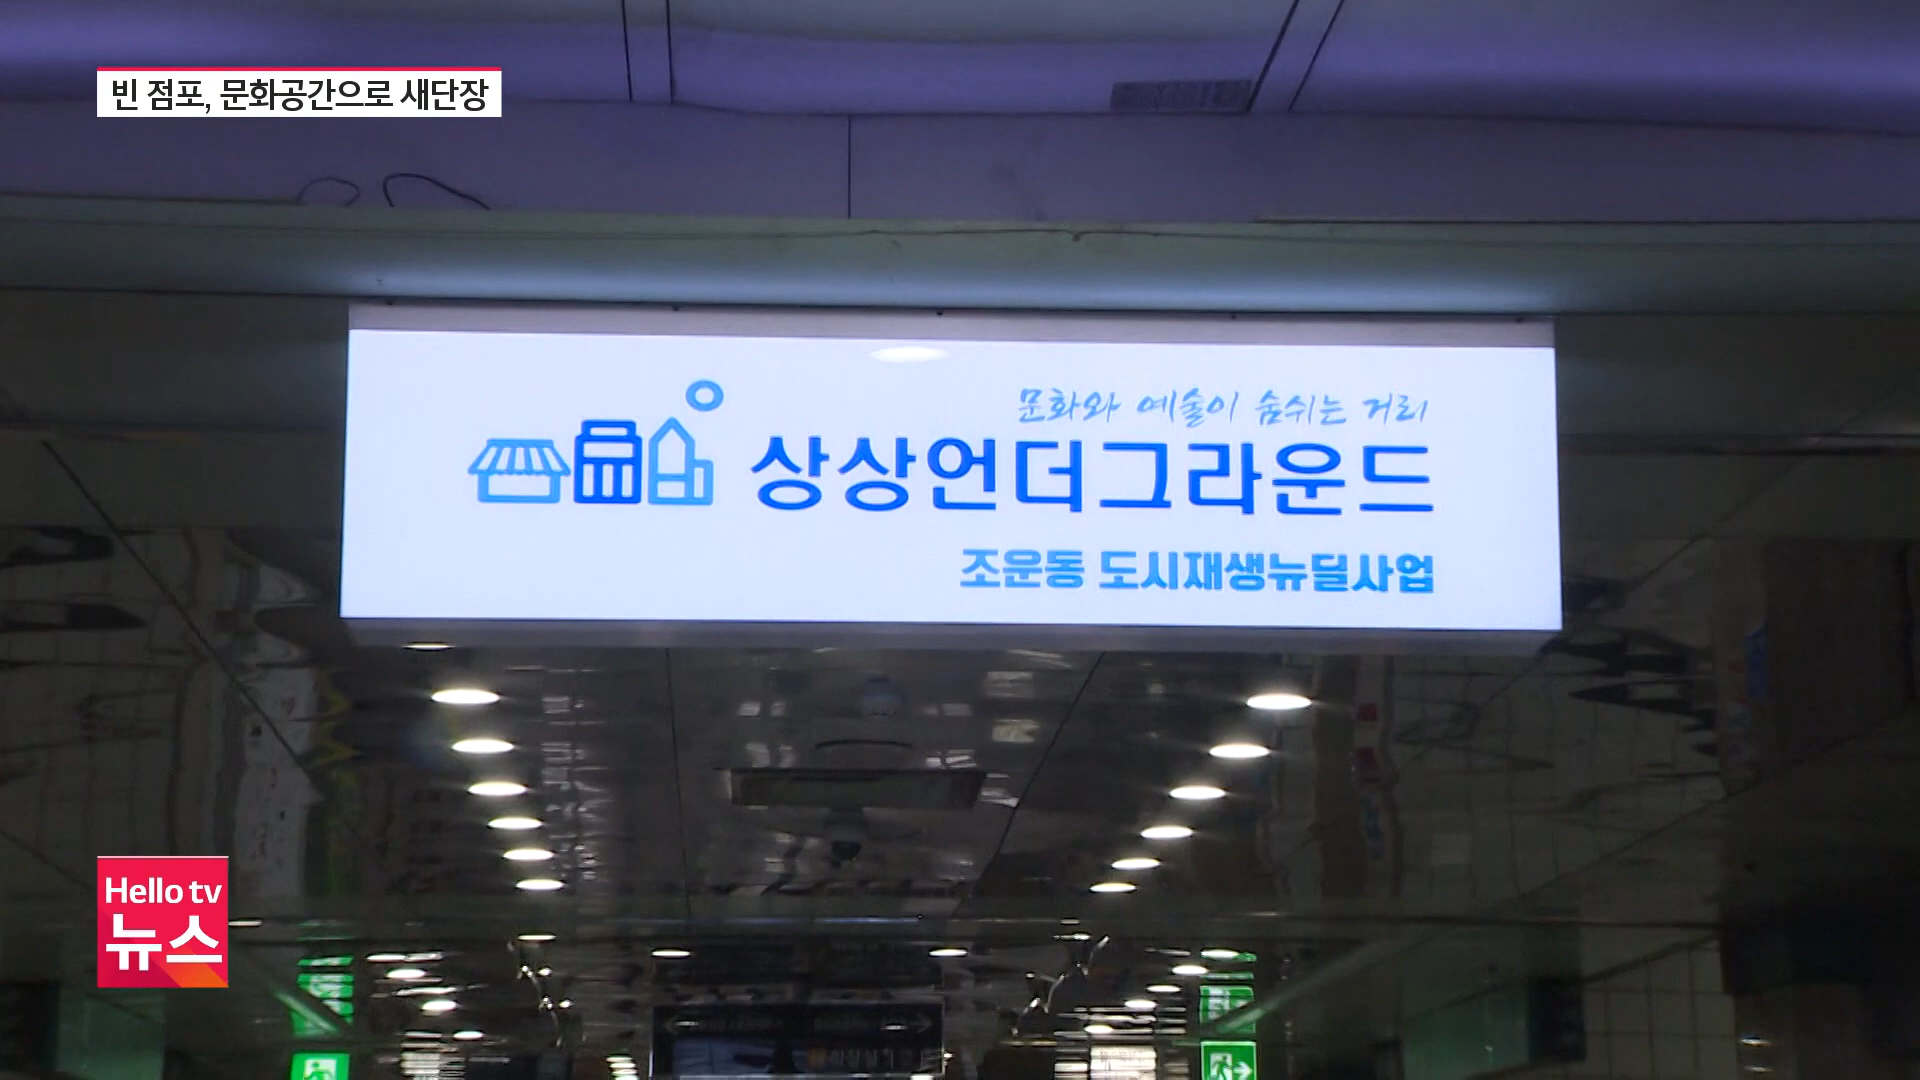 빈 점포, 문화공간으로 새단장
문화와 예술이 숨쉬는 거리
상상언더그라운드
조운동 도시재생뉴딜사업
Hello tv
뉴스